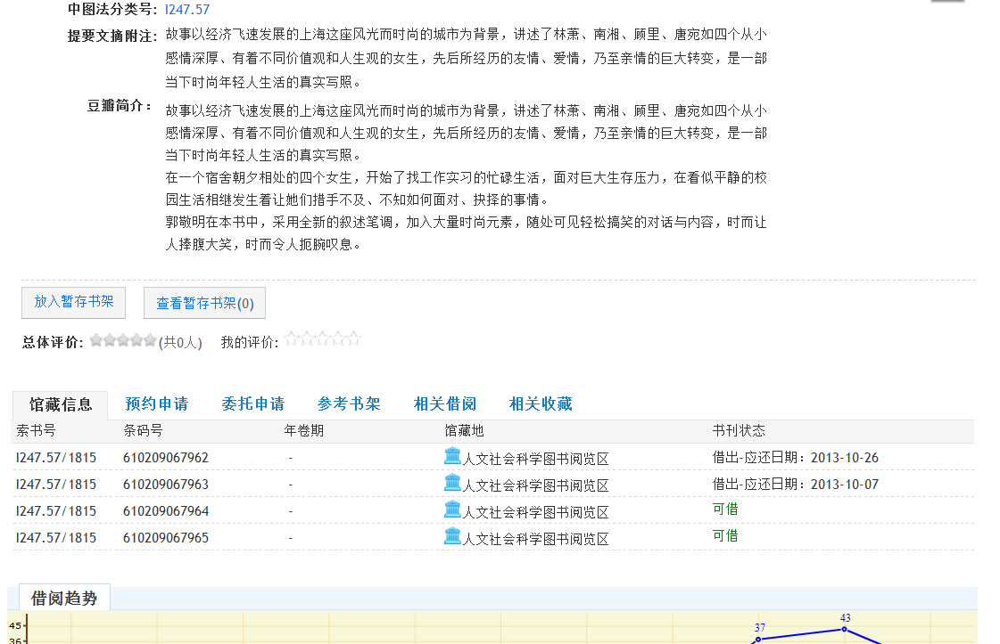 中图法分类号: I247.57
提要文摘附注: 故事以经济飞速发展的上海这座风光而时尚的城市为背景，讲述了林萧、南湘、顾里、唐宛如四个从小
感情深厚、有着不同价值观和人生观的女生，先后所经历的友情、爱情，乃至亲情的巨大转变，是一部
当下时尚年轻人生活的真实写照。
豆瓣简介： 故事以经济飞速发展的上海这座风光而时尚的城市为背景，讲述了林萧、南湘、顾里、唐宛如四个从小
感情深厚、有着不同价值观和人生观的女生，先后所经历的友情、爱情，乃至亲情的巨大转变，是一部
当下时尚年轻人生活的真实写照。
在一个宿舍朝夕相处的四个女生，开始了找工作实习的忙碌生活，面对巨大生存压力，在看似平静的校
园生活相继发生着让她们措手不及、不知如何面对、抉择的事情。
郭敬明在本书中，采用全新的叙述笔调，加入大量时尚元素，随处可见轻松搞笑的对话与内容，时而让
人捧腹大笑，时而令人扼腕叹息。
放入暂存书架 查看暂存书架(0)
总体评价: (共0人) 我的评价:
馆藏信息 预约申请 委托申请 参考书架 相关借阅 相关收藏
索书号 条码号 年卷期 馆藏地 书刊状态
I247.57/1815 610209067962 - 人文社会科学图书阅览区 借出-应还日期：2013-10-26
I247.57/1815 610209067963 - 人文社会科学图书阅览区 借出-应还日期：2013-10-07
I247.57/1815 610209067964 - 人文社会科学图书阅览区 可借
I247.57/1815 610209067965 - 人文社会科学图书阅览区 可借
借阅趋势
45 37 43
36